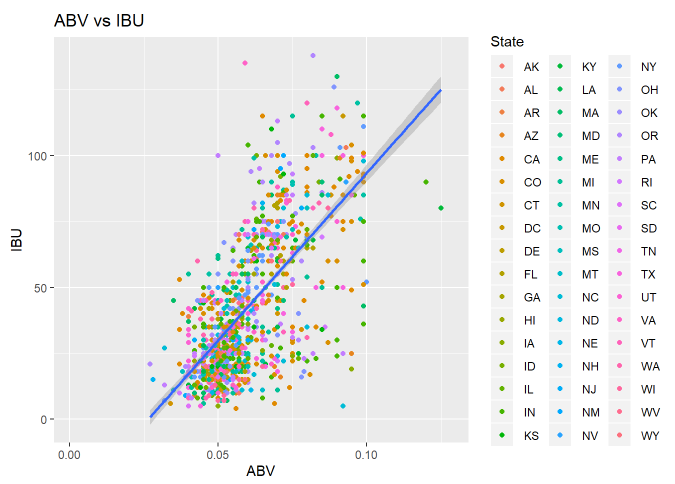 ABV vs IBU
IBU
100
50
0
0.00
0.05
0.10
ABV
State
AK
AL
AR
AZ
CA
CO
CT
DC
DE
FL
GA
HI
IA
ID
IL
IN
KS
KY
LA
MA
MD
ME
MI
MN
MO
MS
MT
NC
ND
NE
NH
NJ
NM
NV
NY
OH
OK
OR
PA
RI
SC
SD
TN
TX
UT
VA
VT
WA
WI
WV
WY